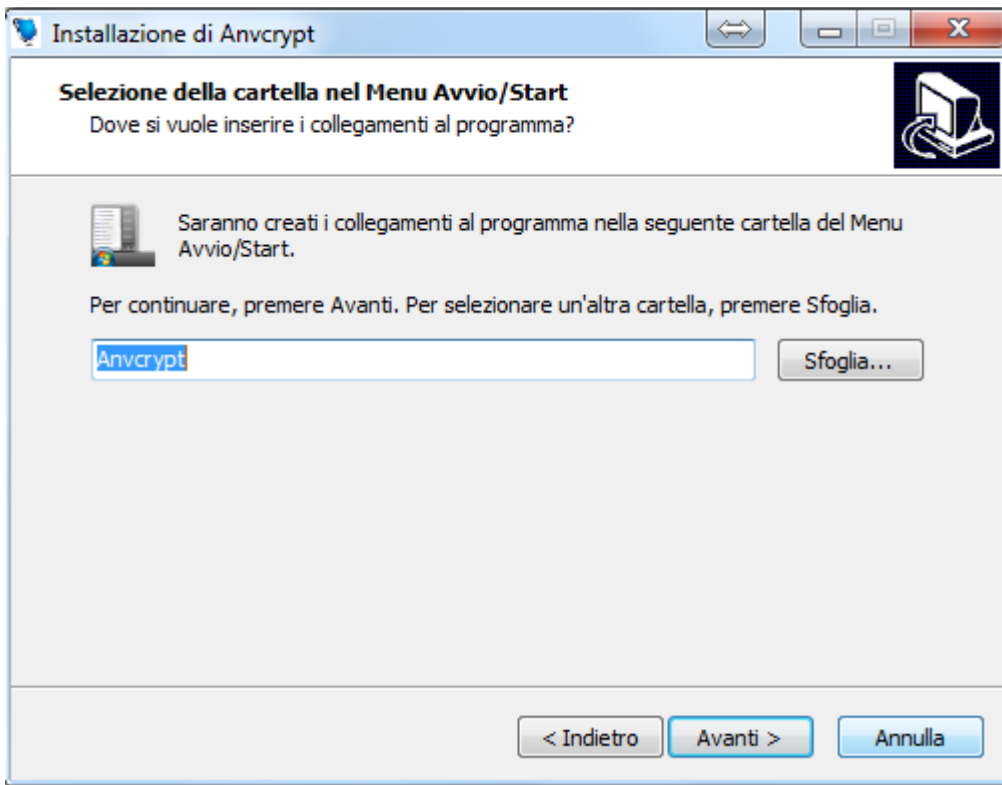 Installazione di Anvcrypt
Selezione della cartella nel Menu Avvio/Start
Dove si vuole inserire i collegamenti al programma?
Saranno creati i collegamenti al programma nella seguente cartella del Menu
Avvio/Start.
Per continuare, premere Avanti. Per selezionare un'altra cartella, premere Sfoglia.
Anvcrypt
Sfoglia...
< Indietro
Avanti >
Annulla